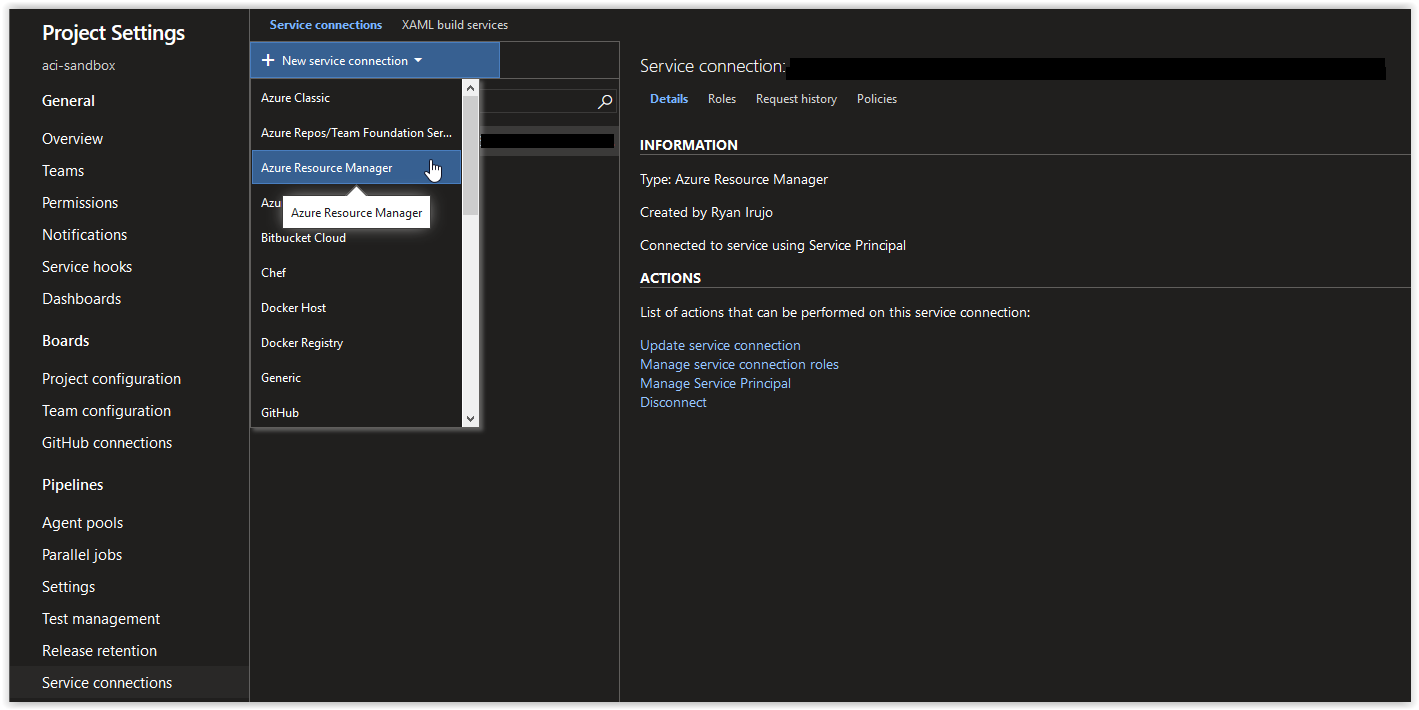 Project Settings
aci-sandbox
General
Overview
Teams
Permissions
Notifications
Service hooks
Dashboards
Boards
Project configuration
Team configuration
GitHub connections
Pipelines
Agent pools
Parallel jobs
Settings
Test management
Release retention
Service connections
Service connections XAML build services
+ New service connection
Azure Classic
Azure Repos/Team Foundation Ser...
Azure Resource Manager
Azu
Azure Resource Manager
Bitbucket Cloud
Chef
Docker Host
Docker Registry
Generic
GitHub
Service connection:
Details Roles Request history Policies
INFORMATION
Type: Azure Resource Manager
Created by Ryan Irujo
Connected to service using Service Principal
ACTIONS
List of actions that can be performed on this service connection:
Update service connection
Manage service connection roles
Manage Service Principal
Disconnect